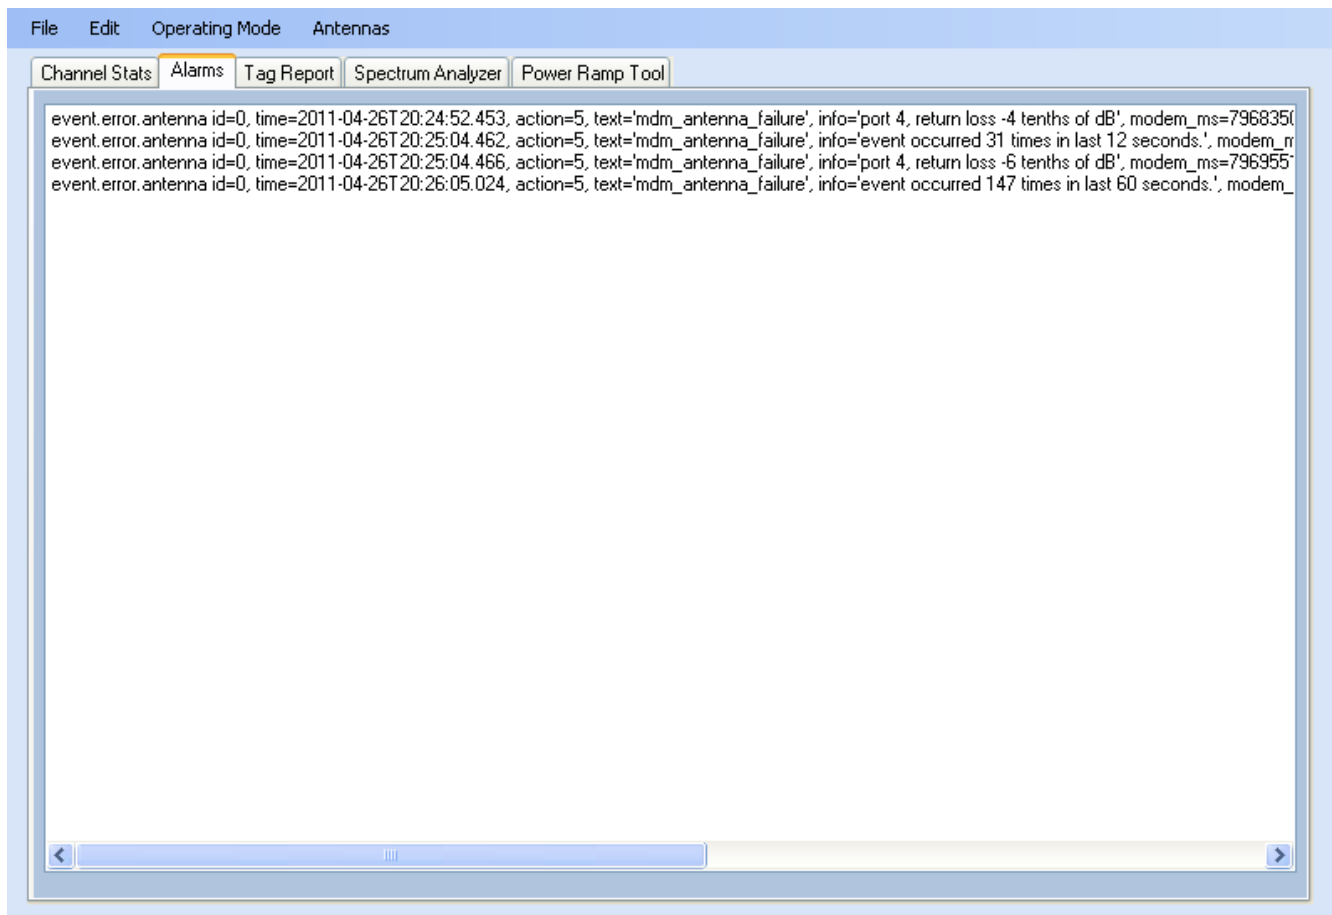 File Edit Operating Mode Antennas
Channel Stats Alarms Tag Report Spectrum Analyzer Power Ramp Tool
event.error.antenna id=0, time=2011-04-26T20:24:52.453, action=5, text='mdm_antenna_failure', info='port 4, return loss -4 tenths of dB', modem_ms=796835
event.error.antenna id=0, time=2011-04-26T20:25:04.462, action=5, text='mdm_antenna_failure', info='event occurred 31 times in last 12 seconds.', modem_
event.error.antenna id=0, time=2011-04-26T20:25:04.466, action=5, text='mdm_antenna_failure', info='port 4, return loss -6 tenths of dB', modem_ms=796955
event.error.antenna id=0, time=2011-04-26T20:26:05.024, action=5, text='mdm_antenna_failure', info='event occurred 147 times in last 60 seconds.', modem_